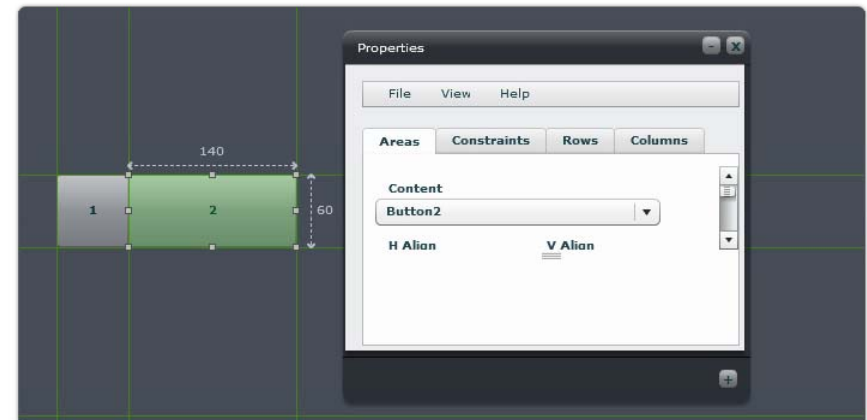 Properties
- x
File View Help
Areas Constraints Rows Columns
140
Content
1 2 60
Button2
H Align V Align
+